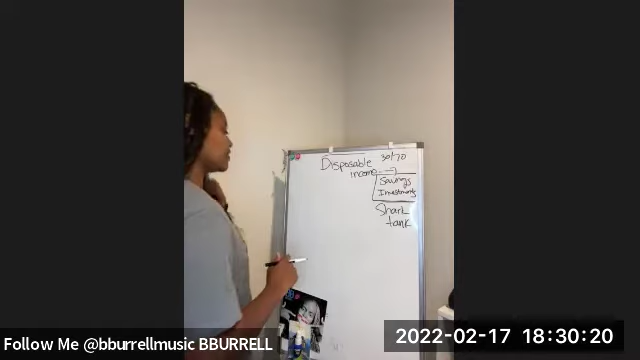 Disposable 30/70
income
Savings
Investments
Shark
tank
Follow Me @bburrellmusic BBURRELL
2022-02-17 18:30:20